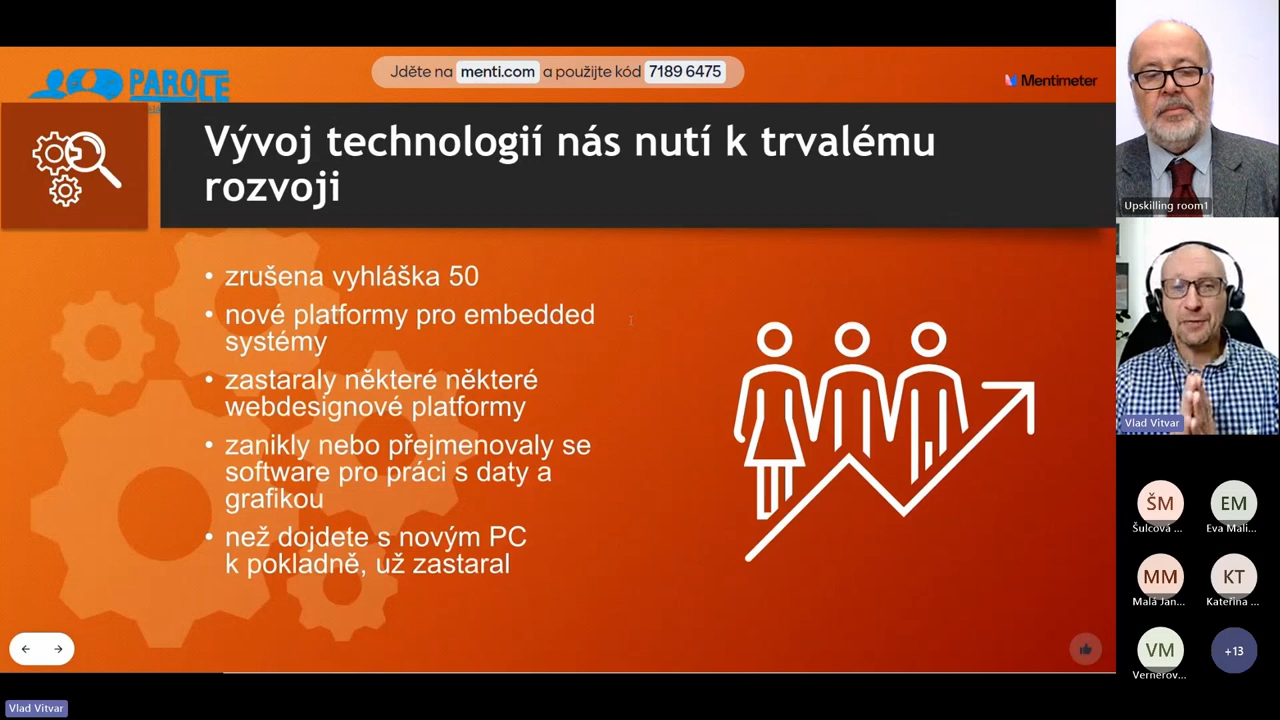 PAROLE
Jděte na menti.com a použijte kód 7189 6475
Mentimeter
Vývoj technologií nás nutí k trvalému
rozvoji
• zrušena vyhláška 50
• nové platformy pro embedded
systémy
• zastaraly některé některé
webdesignové platformy
• zanikly nebo přejmenovaly se
software pro práci s daty a
grafikou
• než dojdete s novým PC
k pokladně, už zastaral
Upskilling room1
Vlad Vitvar
ŠM
Šulcová ...
EM
Eva Mali...
MM
Malá Jan...
KT
Kateřina ...
VM
Vernerov...
+13
Vlad Vitvar